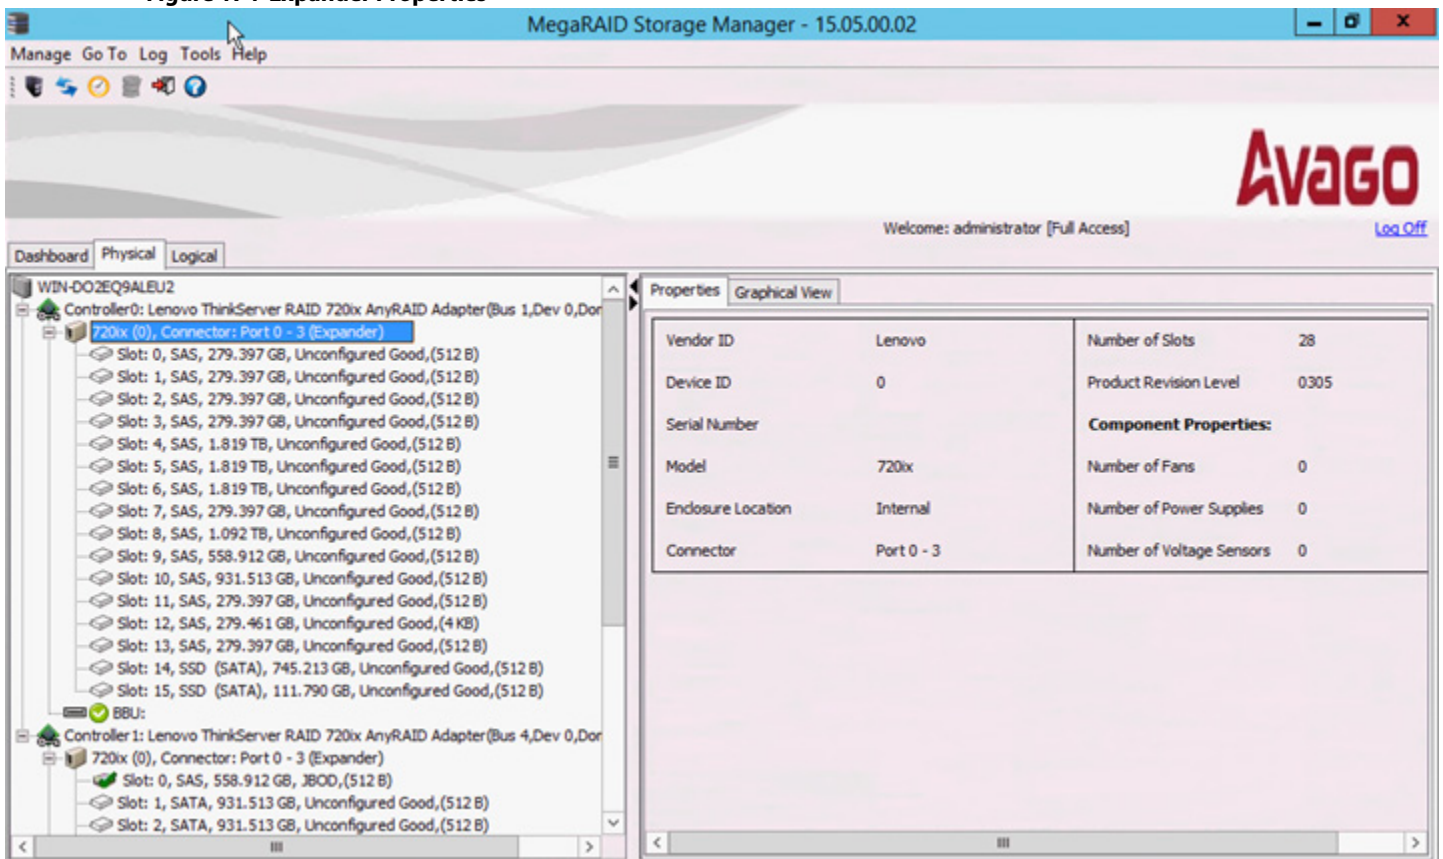 MegaRAID Storage Manager - 15.05.00.02
Manage Go To Log Tools Help
Avago
Welcome: administrator [Full Access]
Log Off
Dashboard Physical Logical
WIN-DO2EQ9ALEU2
Controller0: Lenovo ThinkServer RAID 720ix AnyRAID Adapter(Bus 1,Dev 0,Dor
720ix (0), Connector: Port 0 - 3 (Expander)
Slot: 0, SAS, 279.397 GB, Unconfigured Good,(512 B)
Slot: 1, SAS, 279.397 GB, Unconfigured Good,(512 B)
Slot: 2, SAS, 279.397 GB, Unconfigured Good,(512 B)
Slot: 3, SAS, 279.397 GB, Unconfigured Good,(512 B)
Slot: 4, SAS, 1.819 TB, Unconfigured Good,(512 B)
Slot: 5, SAS, 1.819 TB, Unconfigured Good,(512 B)
Slot: 6, SAS, 1.819 TB, Unconfigured Good,(512 B)
Slot: 7, SAS, 279.397 GB, Unconfigured Good,(512 B)
Slot: 8, SAS, 1.092 TB, Unconfigured Good,(512 B)
Slot: 9, SAS, 558.912 GB, Unconfigured Good,(512 B)
Slot: 10, SAS, 931.513 GB, Unconfigured Good,(512 B)
Slot: 11, SAS, 279.397 GB, Unconfigured Good,(512 B)
Slot: 12, SAS, 279.461 GB, Unconfigured Good,(4 KB)
Slot: 13, SAS, 279.397 GB, Unconfigured Good,(512 B)
Slot: 14, SSD (SATA), 745.213 GB, Unconfigured Good,(512 B)
Slot: 15, SSD (SATA), 111.790 GB, Unconfigured Good,(512 B)
BBU:
Controller1: Lenovo ThinkServer RAID 720ix AnyRAID Adapter(Bus 4,Dev 0,Dor
720ix (0), Connector: Port 0 - 3 (Expander)
Slot: 0, SAS, 558.912 GB, JBOD,(512 B)
Slot: 1, SATA, 931.513 GB, Unconfigured Good,(512 B)
Slot: 2, SATA, 931.513 GB, Unconfigured Good,(512 B)
Properties Graphical View
Vendor ID Lenovo Number of Slots 28
Device ID 0 Product Revision Level 0305
Serial Number Component Properties:
Model 720ix Number of Fans 0
Enclosure Location Internal Number of Power Supplies 0
Connector Port 0 - 3 Number of Voltage Sensors 0